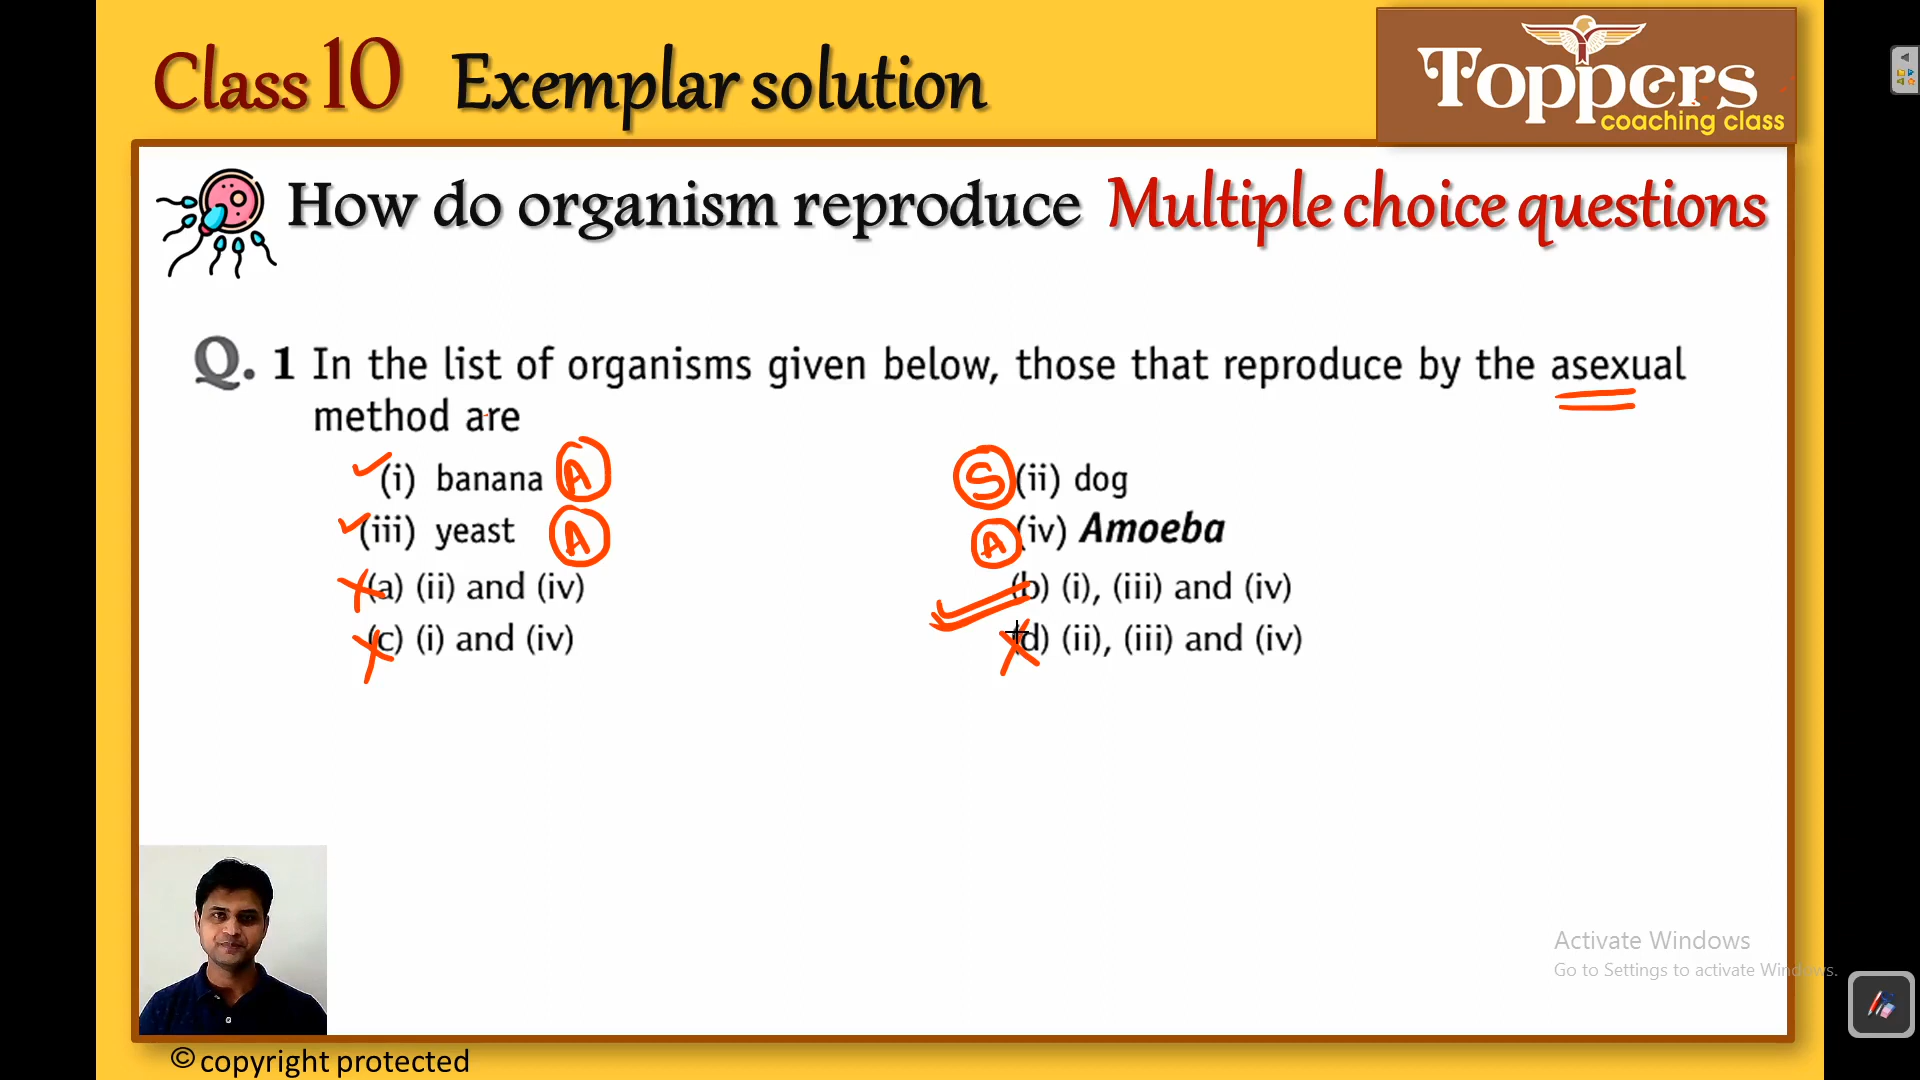 Class 10 Exemplar solution
Toppers
coaching class
How do organism reproduce Multiple choice questions
Q. 1 In the list of organisms given below, those that reproduce by the asexual
method are
(i) banana A S (ii) dog
(iii) yeast A A (iv) Amoeba
(a) (ii) and (iv) (b) (i), (iii) and (iv)
(c) (i) and (iv) (d) (ii), (iii) and (iv)
Activate Windows
Go to Settings to activate Windows.
© copyright protected